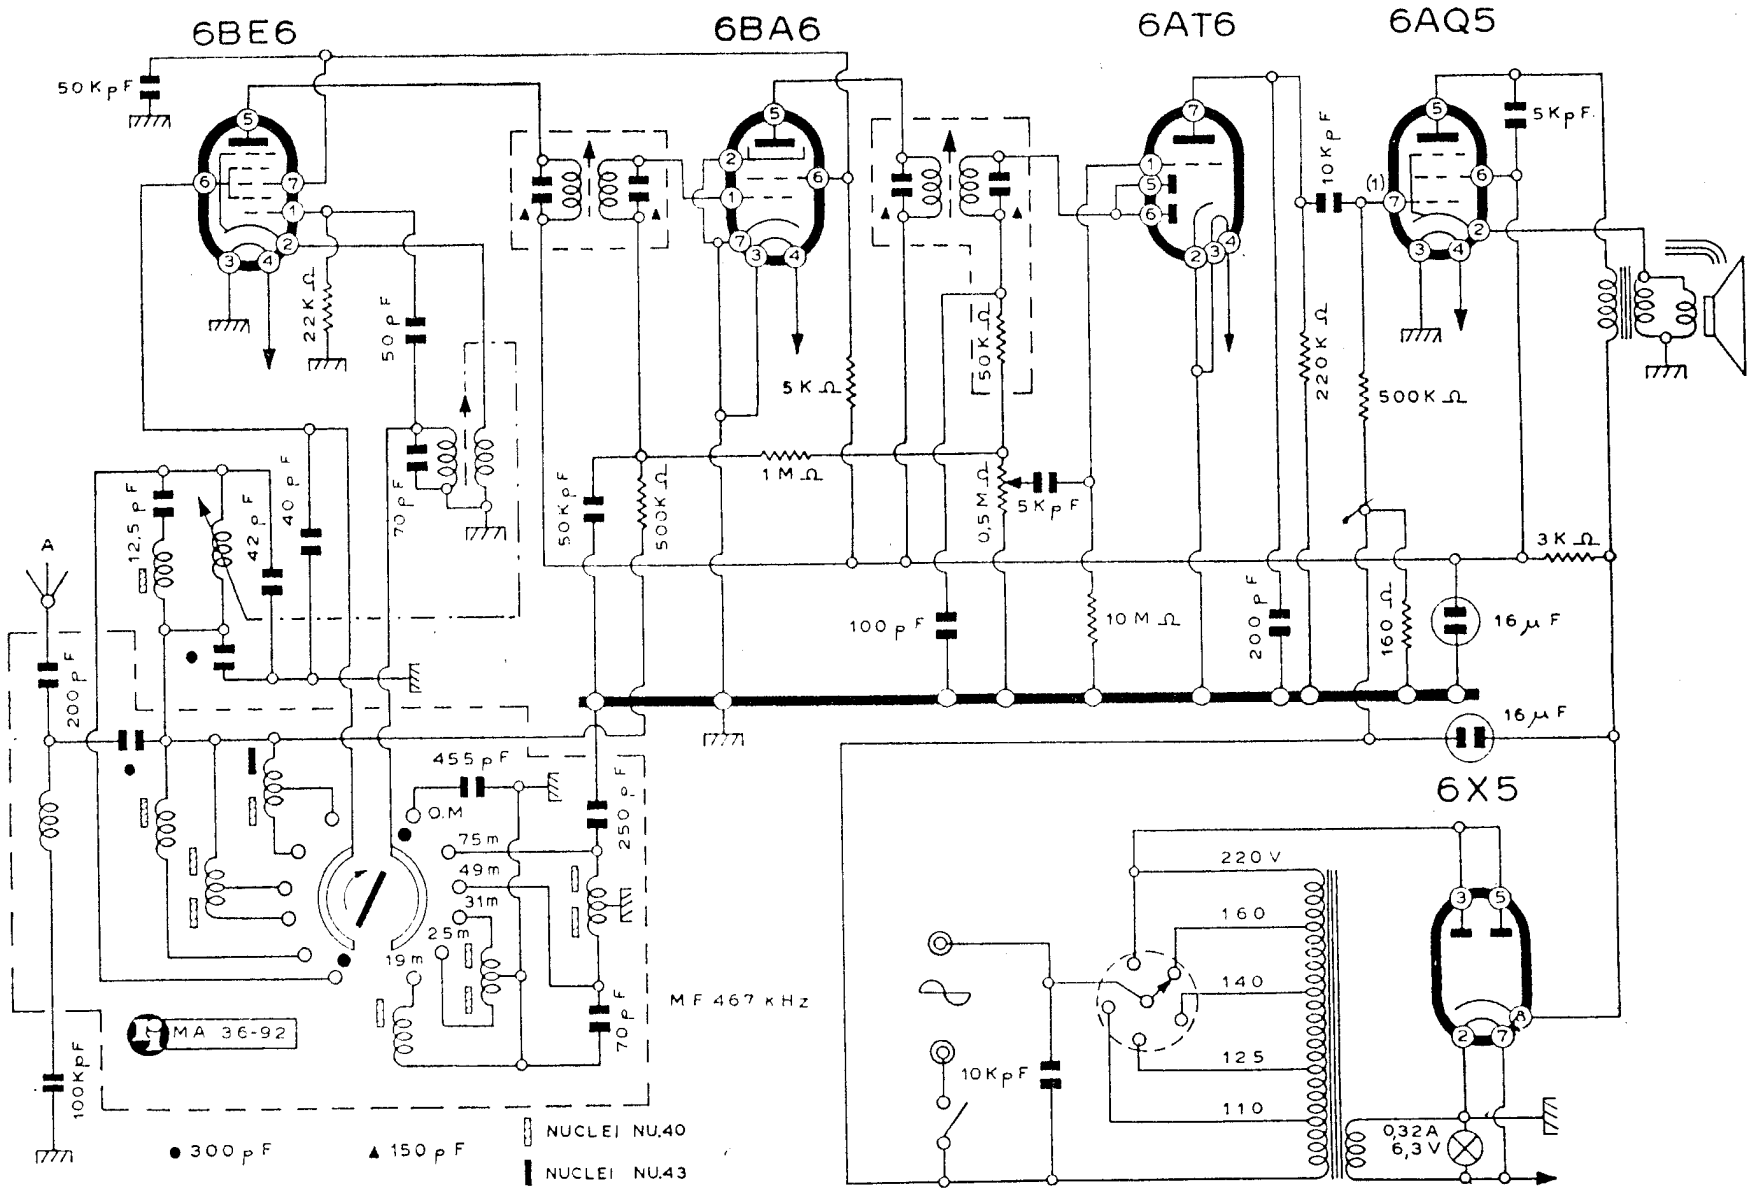 6BE6 6BA6 6AT6 6AQ5
50KpF
5KpF
10KpF
5 5 7 5
6 7 1 2 3 4
2 1 6 7 3 4
1 5 6 2 3 4
(1) 7 6 2 3 4
22KΩ
50pF
5KΩ
50KΩ
220KΩ
500KΩ
1MΩ
12,5pF
42pF
40pF
70pF
50KpF
500KΩ
0,5MΩ
5KpF
3KΩ
A
200pF
100pF
10MΩ
200pF
160Ω
16µF
16µF
455pF
O.M
250pF
6X5
75m
49m
31m
25m
19m
220V
160
140
125
110
3 5
2 7 8
MF 467 kHz
70pF
MA 36-92
10KpF
100KpF
0,32A
6,3V
300pF
150pF
NUCLEI NU.40
NUCLEI NU.43